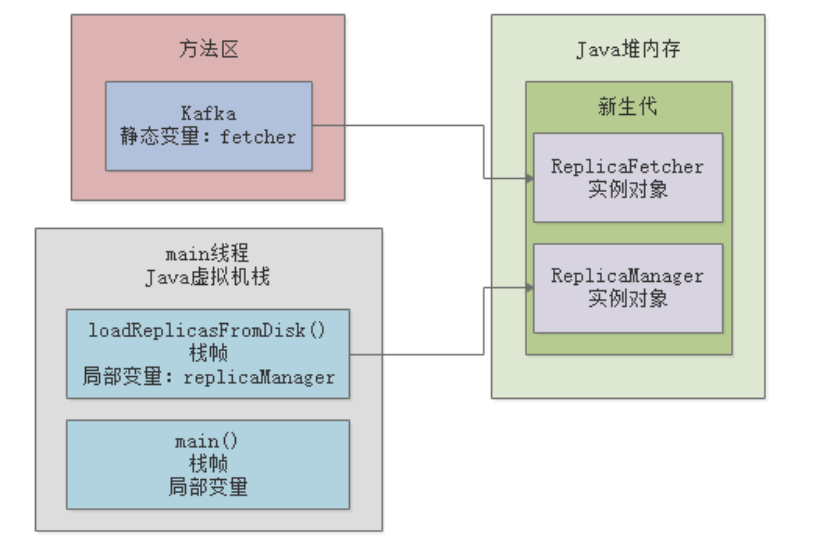 方法区
Kafka
静态变量：fetcher
Java堆内存
新生代
ReplicaFetcher
实例对象
ReplicaManager
实例对象
main线程
Java虚拟机栈
loadReplicasFromDisk()
栈帧
局部变量：replicaManager
main()
栈帧
局部变量